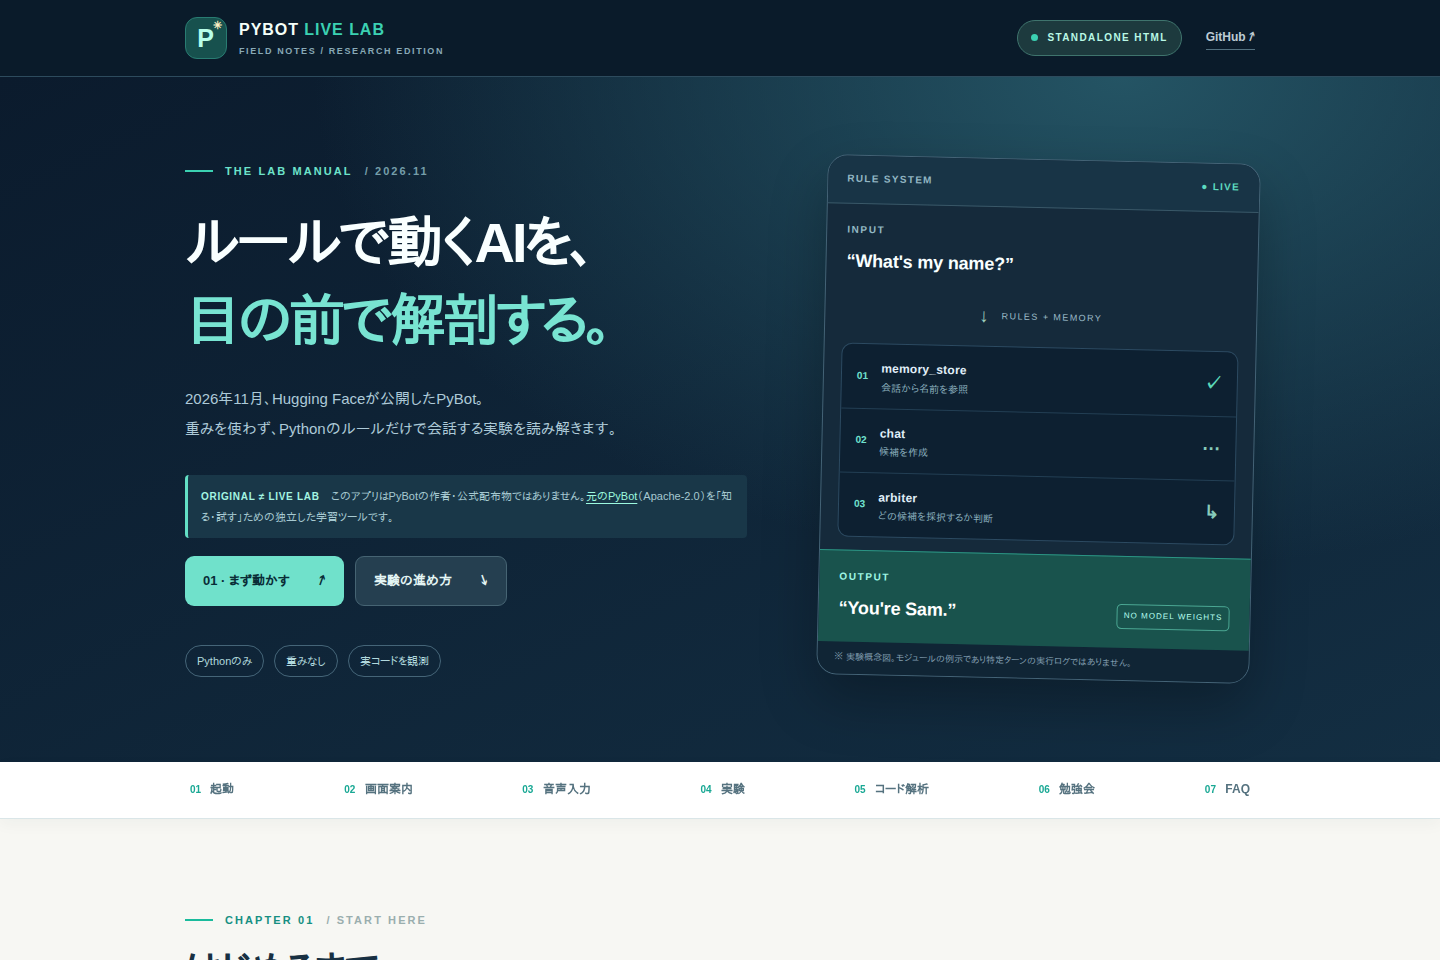 P
PYBOT LIVE LAB
FIELD NOTES / RESEARCH EDITION
STANDALONE HTML
GitHub↗
THE LAB MANUAL / 2026.11
ルールで動くAIを、
目の前で解剖する。
2026年11月、Hugging Faceが公開したPyBot。
重みを使わず、Pythonのルールだけで会話する実験を読み解きます。
ORIGINAL ≠ LIVE LAB このアプリはPyBotの作者・公式配布物ではありません。元のPyBot(Apache-2.0)を「知
る・試す」ための独立した学習ツールです。
01 · まず動かす ↗
実験の進め方 ↘
Pythonのみ
重みなし
実コードを観測
RULE SYSTEM
● LIVE
INPUT
“What's my name?”
↓ RULES + MEMORY
01 memory_store ✓
会話から名前を参照
02 chat …
候補を作成
03 arbiter ↳
どの候補を採択するか判断
OUTPUT
“You're Sam.”
NO MODEL WEIGHTS
※ 実験概念図。モジュールの例示であり特定ターンの実行ログではありません。
01 起動
02 画面案内
03 音声入力
04 実験
05 コード解析
06 勉強会
07 FAQ
CHAPTER 01 / START HERE
はじめるまで